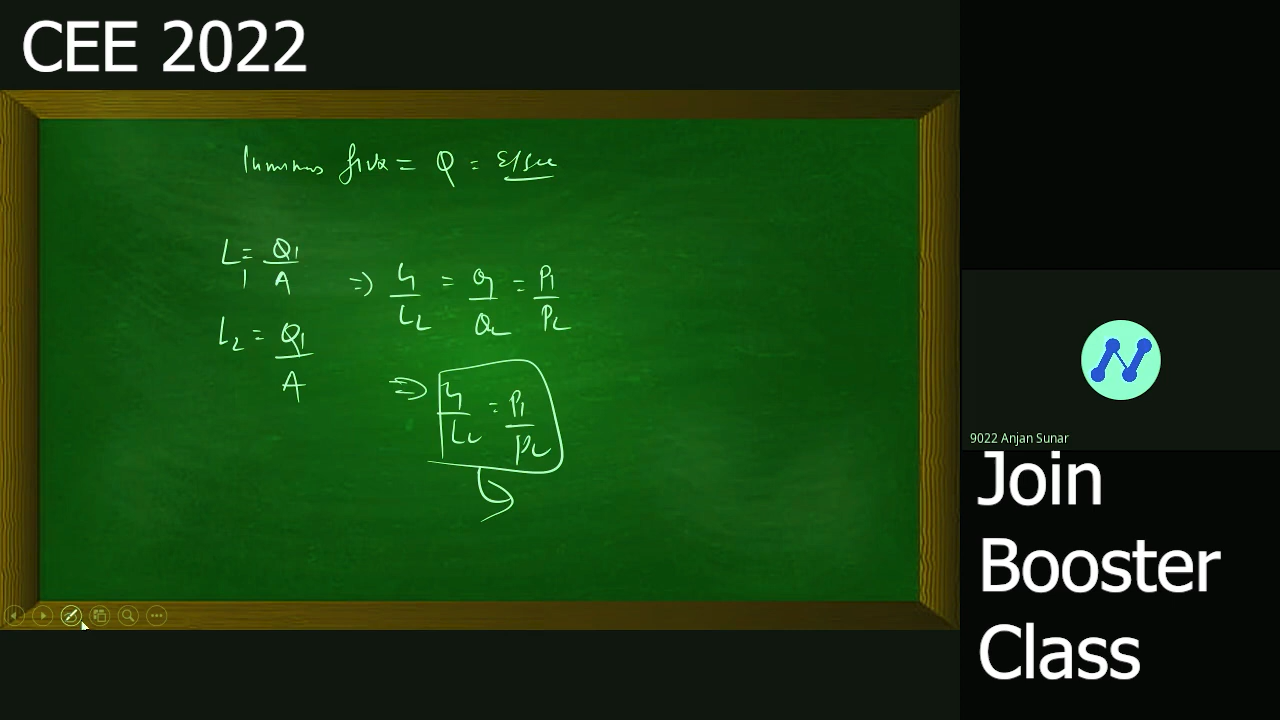 CEE 2022
luminous flux = Q = E/sec
L1 = Q1/A
L2 = Q1/A
=> L1/L2 = Q1/Q2 = P1/P2
=> L1/L2 = P1/P2
9022 Anjan Sunar
Join
Booster
Class